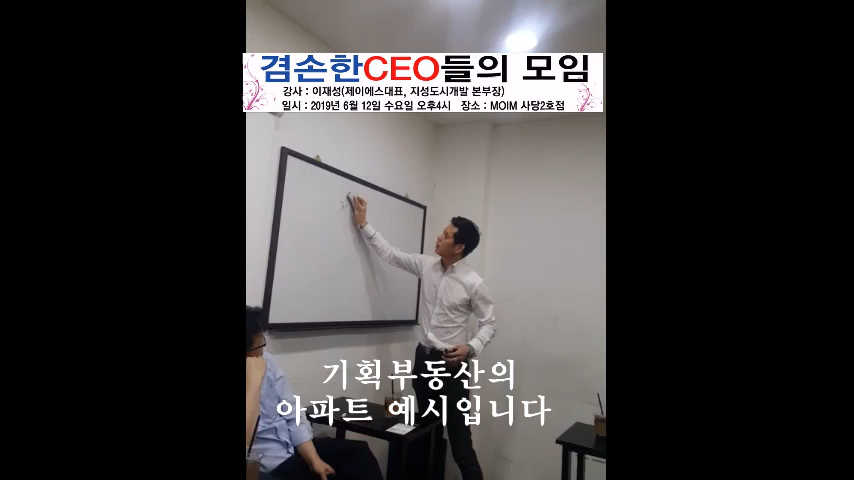 겸손한CEO들의 모임
강사 : 이재성(제이에스대표, 지성도시개발 본부장)
일시 : 2019년 6월 12일 수요일 오후4시 장소 : MOIM 사당2호점
기획부동산의
아파트 예시입니다